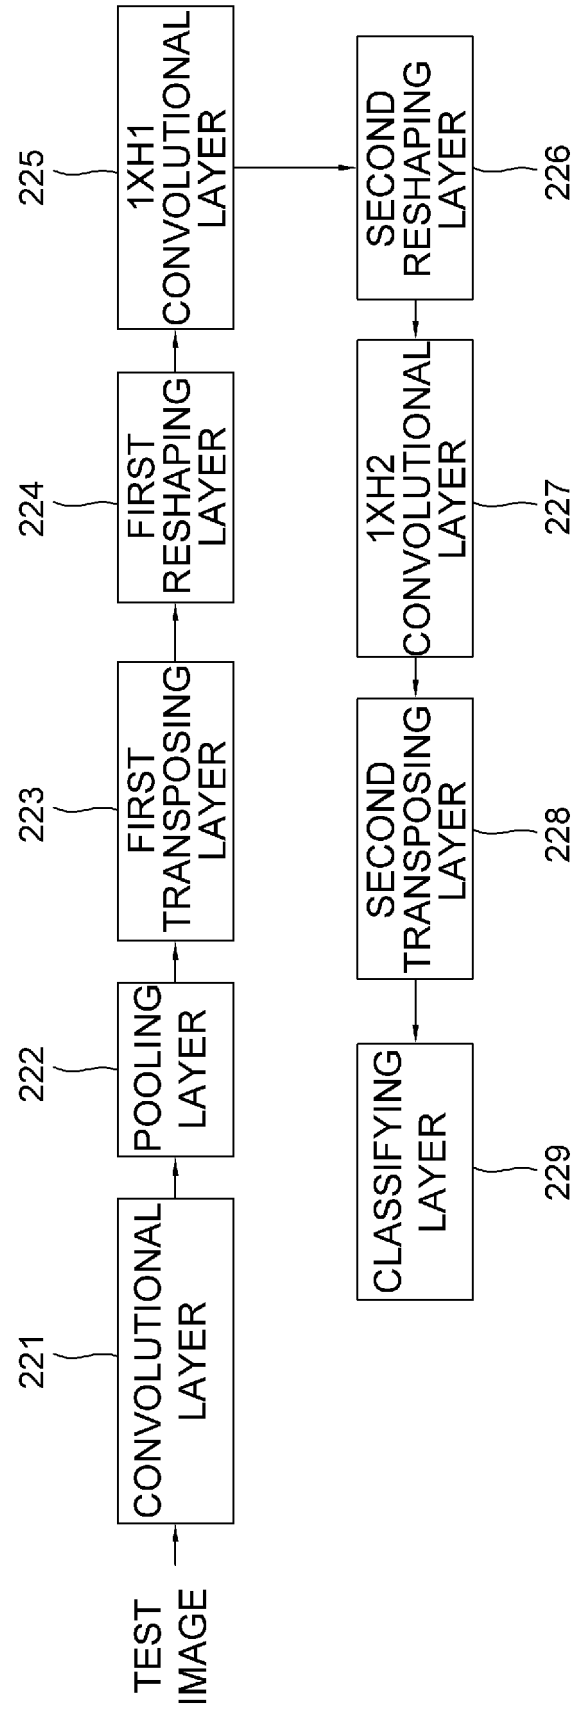 TEST
IMAGE
221
CONVOLUTIONAL
LAYER
222
POOLING
LAYER
223
FIRST
TRANSPOSING
LAYER
224
FIRST
RESHAPING
LAYER
225
1XH1
CONVOLUTIONAL
LAYER
SECOND
RESHAPING
LAYER
226
1XH2
CONVOLUTIONAL
LAYER
227
SECOND
TRANSPOSING
LAYER
228
CLASSIFYING
LAYER
229